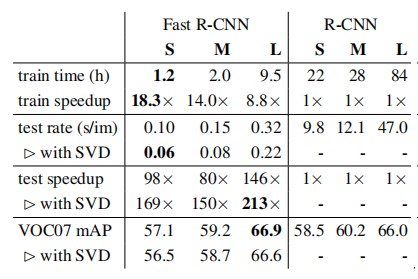 Fast R-CNN R-CNN
S M L S M L
train time (h) 1.2 2.0 9.5 22 28 84
train speedup 18.3× 14.0× 8.8× 1× 1× 1×
test rate (s/im) 0.10 0.15 0.32 9.8 12.1 47.0
▷ with SVD 0.06 0.08 0.22 - - -
test speedup 98× 80× 146× 1× 1× 1×
▷ with SVD 169× 150× 213× - - -
VOC07 mAP 57.1 59.2 66.9 58.5 60.2 66.0
▷ with SVD 56.5 58.7 66.6 - - -